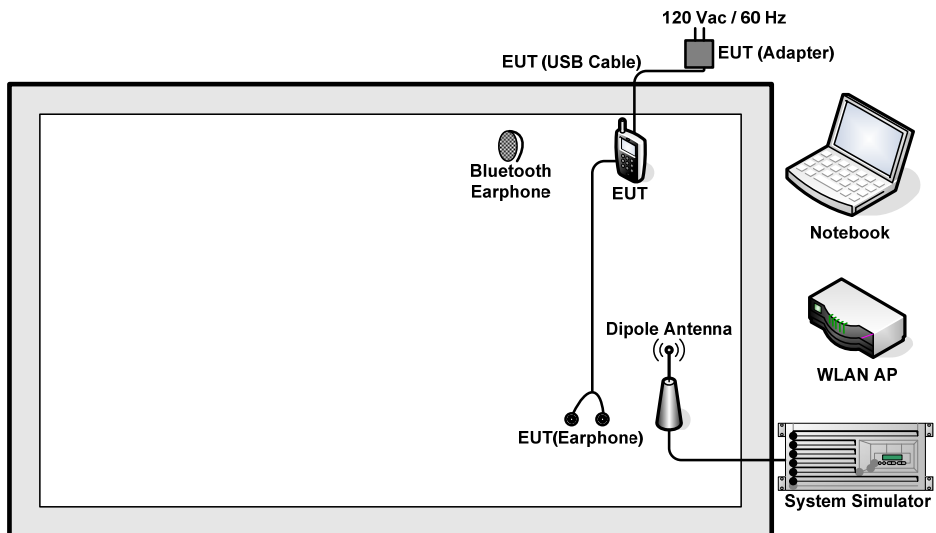 120 Vac / 60 Hz
EUT (USB Cable)
EUT (Adapter)
Bluetooth
Earphone
EUT
Notebook
Dipole Antenna
WLAN AP
EUT(Earphone)
System Simulator